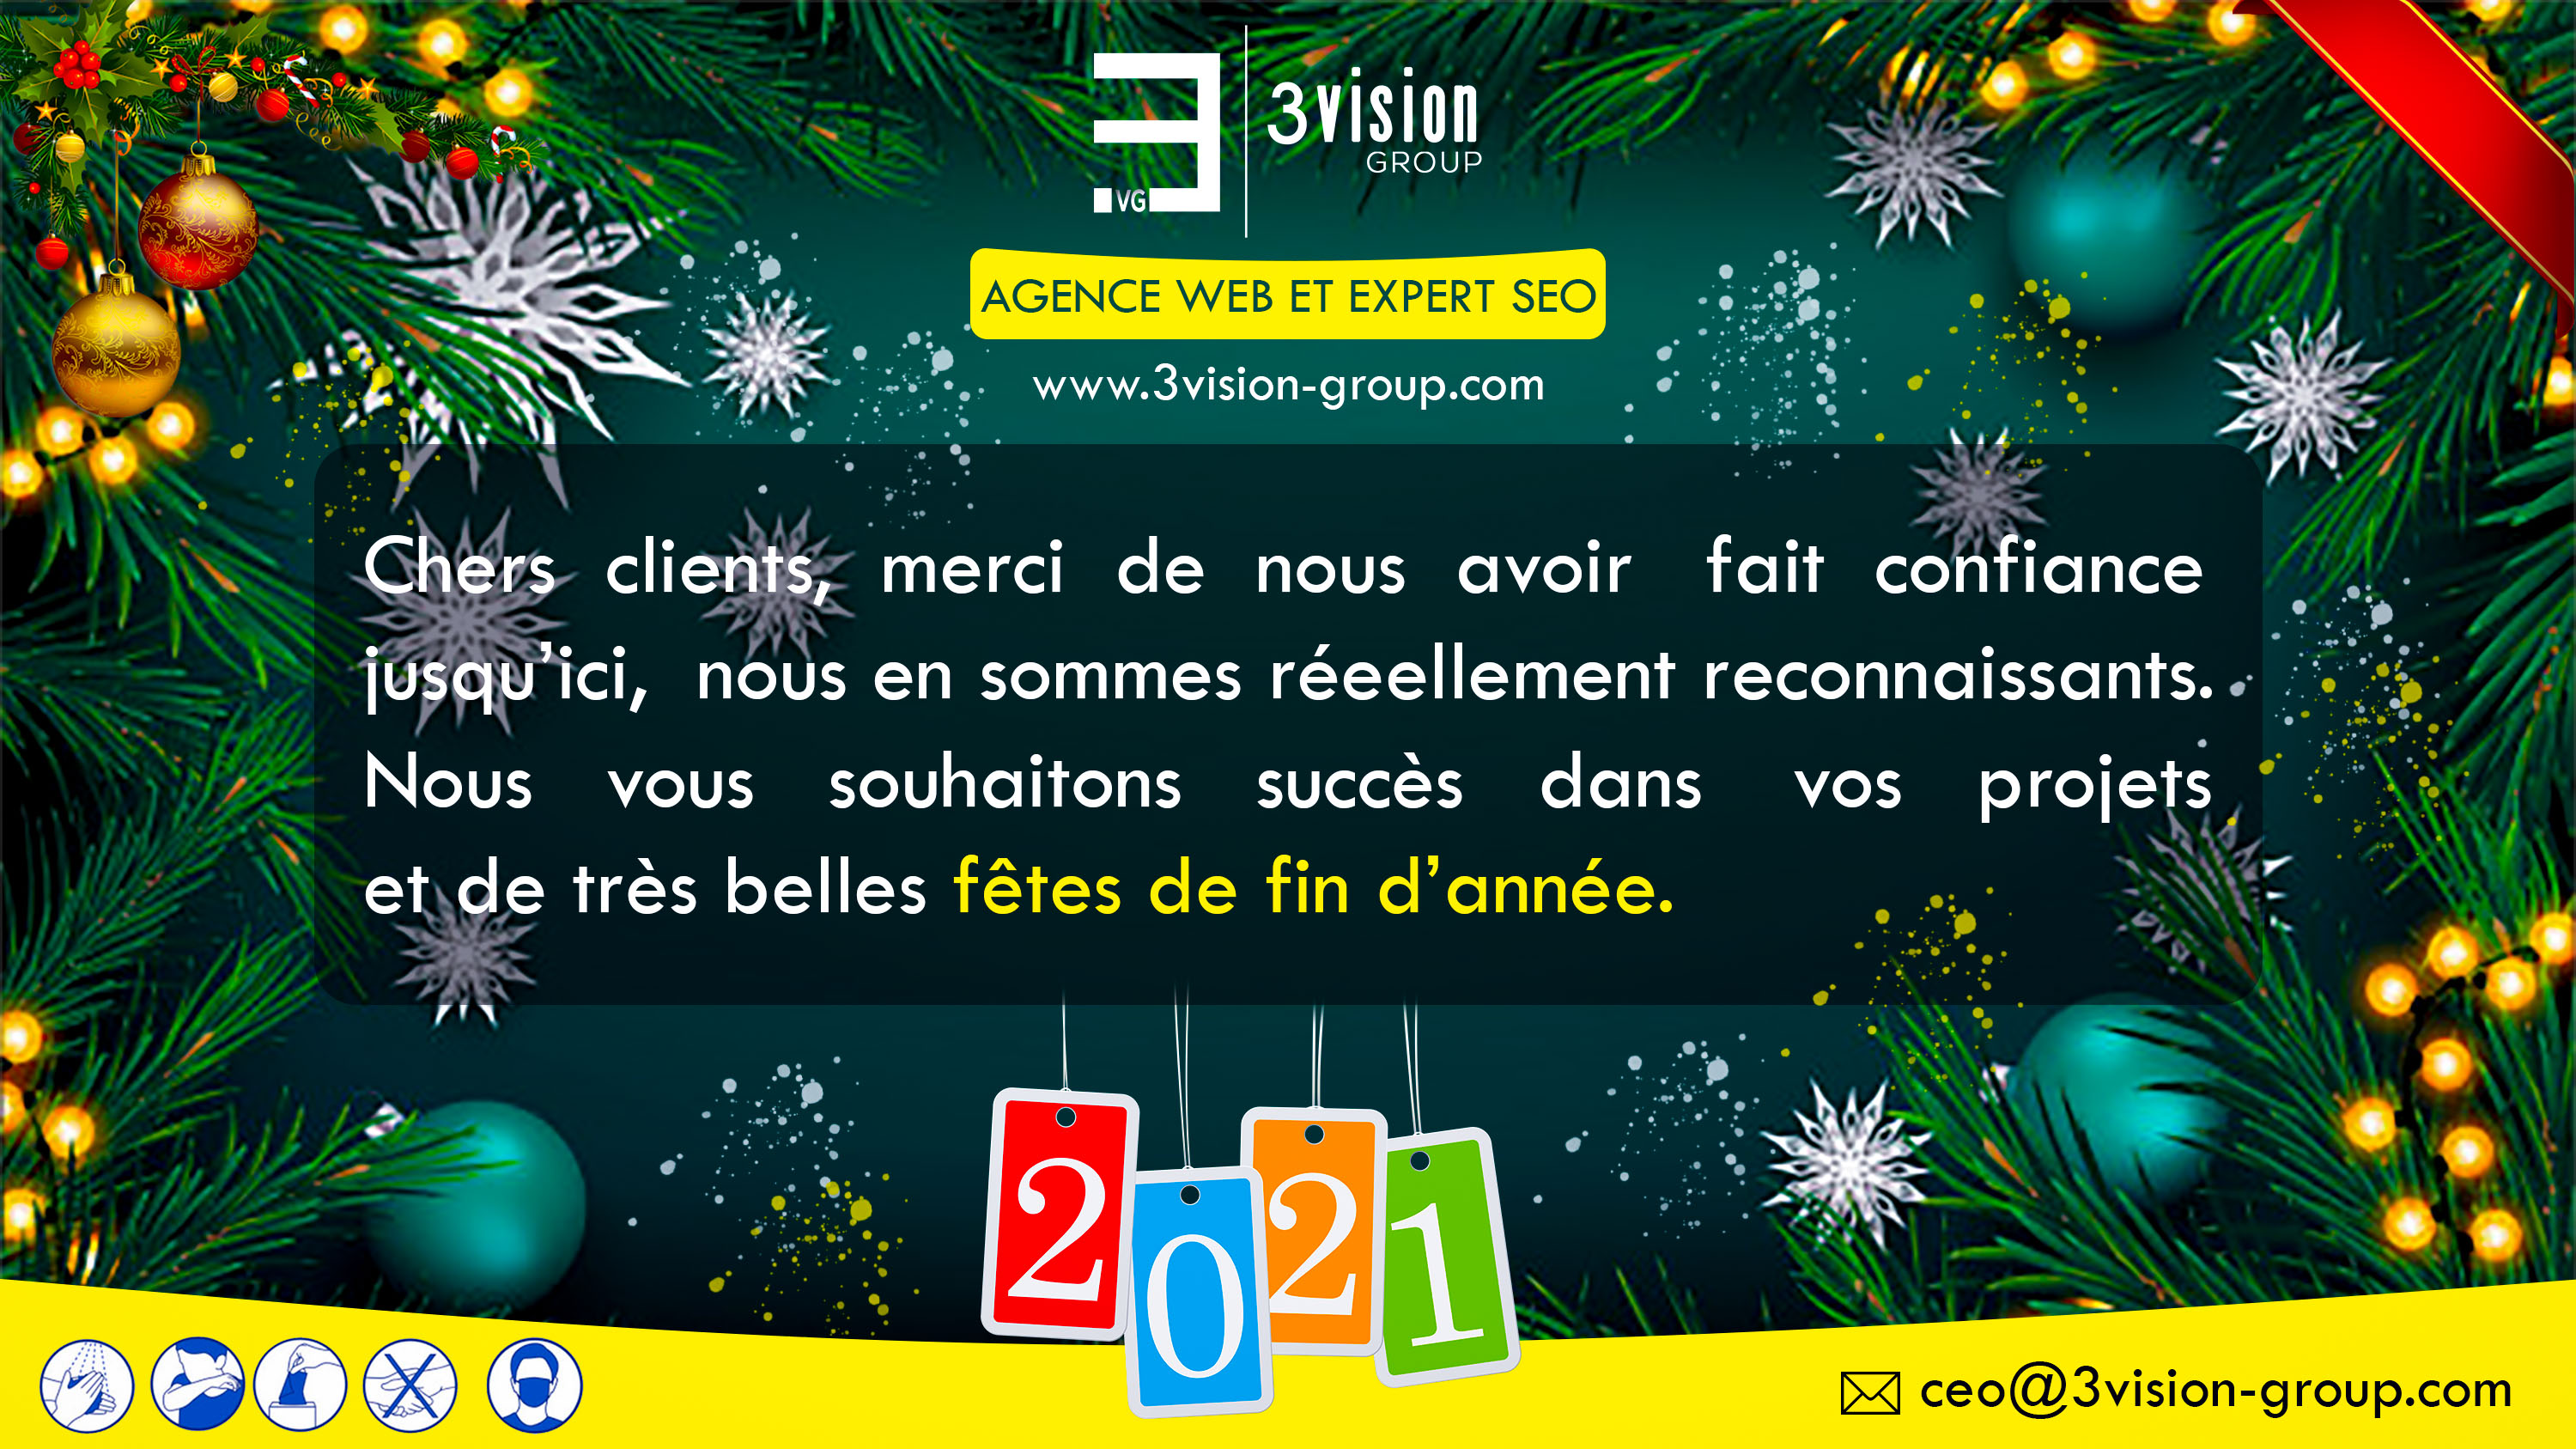 VG
3vision
GROUP
AGENCE WEB ET EXPERT SEO
www.3vision-group.com
Chers clients, merci de nous avoir fait confiance
jusqu’ici, nous en sommes réeellement reconnaissants.
Nous vous souhaitons succès dans vos projets
et de très belles fêtes de fin d’année.
2021
ceo@3vision-group.com